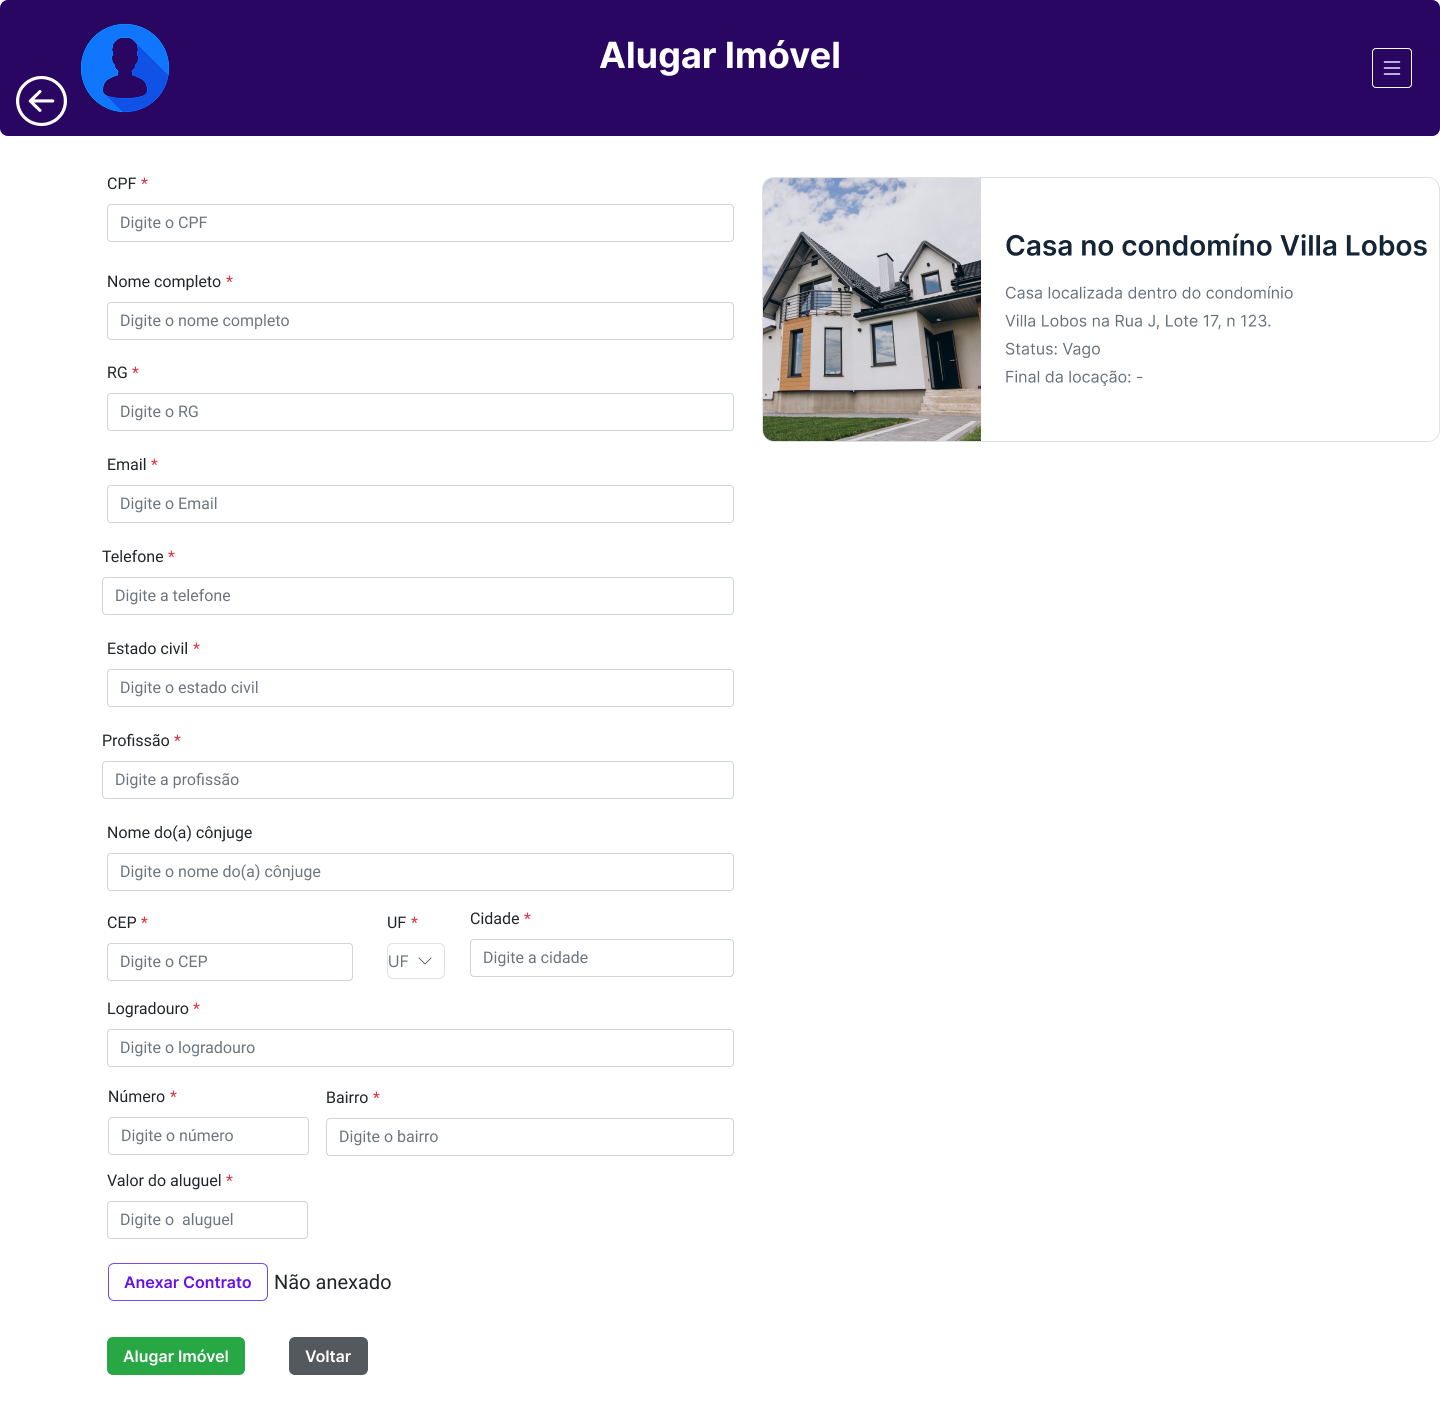 Alugar Imóvel
CPF *
Digite o CPF
Nome completo *
Digite o nome completo
RG *
Digite o RG
Email *
Digite o Email
Telefone *
Digite a telefone
Estado civil *
Digite o estado civil
Profissão *
Digite a profissão
Nome do(a) cônjuge
Digite o nome do(a) cônjuge
CEP *
Digite o CEP
UF *
UF
Cidade *
Digite a cidade
Logradouro *
Digite o logradouro
Número *
Digite o número
Bairro *
Digite o bairro
Valor do aluguel *
Digite o  aluguel
Anexar Contrato
Não anexado
Alugar Imóvel
Voltar
Casa no condomíno Villa Lobos
Casa localizada dentro do condomínio
Villa Lobos na Rua J, Lote 17, n 123.
Status: Vago
Final da locação: -